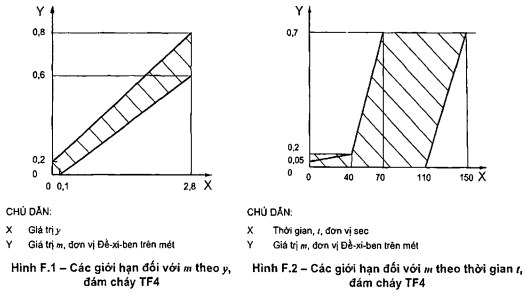 Y
0,8
0,6
0,2
0
0 0,1 2,8 X
CHÚ DẪN:
X Giá trị y
Y Giá trị m, đơn vị Đề-xi-ben trên mét
Hình F.1 – Các giới hạn đối với m theo y,
đám cháy TF4
Y
0,7
0,2
0,05
0
0 40 70 110 150 X
CHÚ DẪN:
X Thời gian, t, đơn vị sec
Y Giá trị m, đơn vị Đề-xi-ben trên mét
Hình F.2 – Các giới hạn đối với m theo thời gian t,
đám cháy TF4